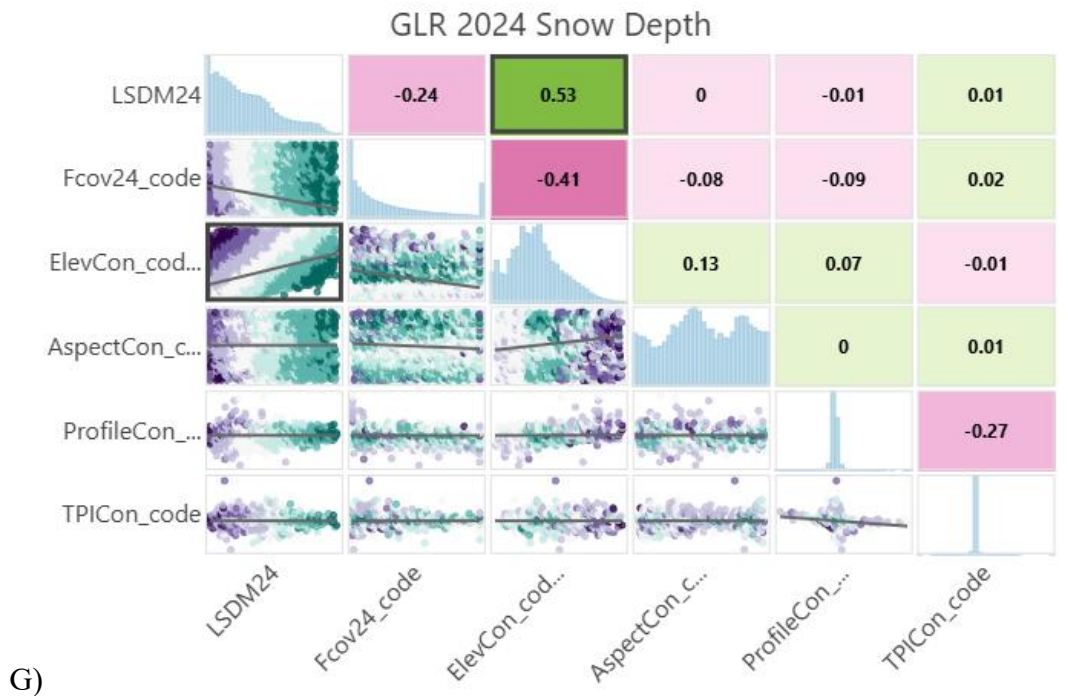 GLR 2024 Snow Depth
LSDM24
-0.24
0.53
0
-0.01
0.01
Fcov24_code
-0.41
-0.08
-0.09
0.02
ElevCon_cod...
0.13
0.07
-0.01
AspectCon_c...
0
0.01
ProfileCon_...
-0.27
TPICon_code
LSDM24
Fcov24_code
ElevCon_cod...
AspectCon_c...
ProfileCon_...
TPICon_code
G)